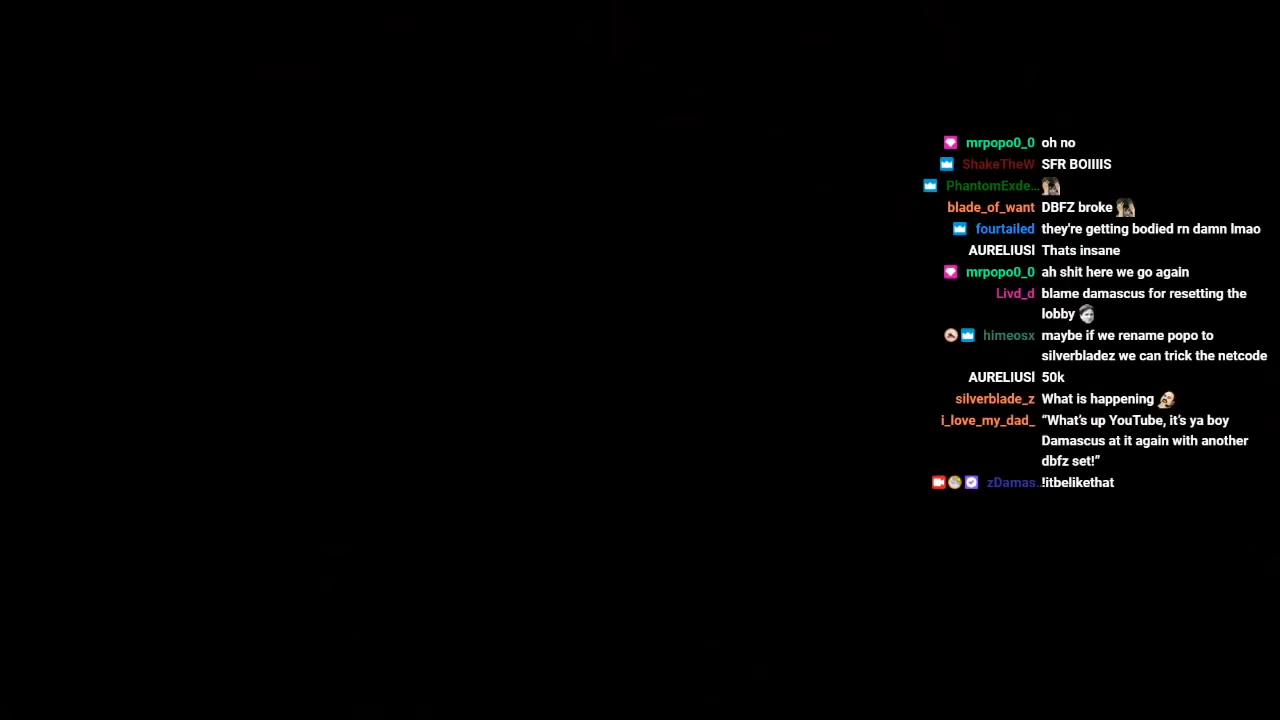 mrpopo0_0 oh no
ShakeTheW SFR BOIIIIS
PhantomExde...
blade_of_want DBFZ broke
fourtailed they're getting bodied rn damn lmao
AURELIUSI Thats insane
mrpopo0_0 ah shit here we go again
Livd_d blame damascus for resetting the
lobby
himeosx maybe if we rename popo to
silverbladez we can trick the netcode
AURELIUSI 50k
silverblade_z What is happening
i_love_my_dad_ “What’s up YouTube, it’s ya boy
Damascus at it again with another
dbfz set!”
zDamas... !itbelikethat